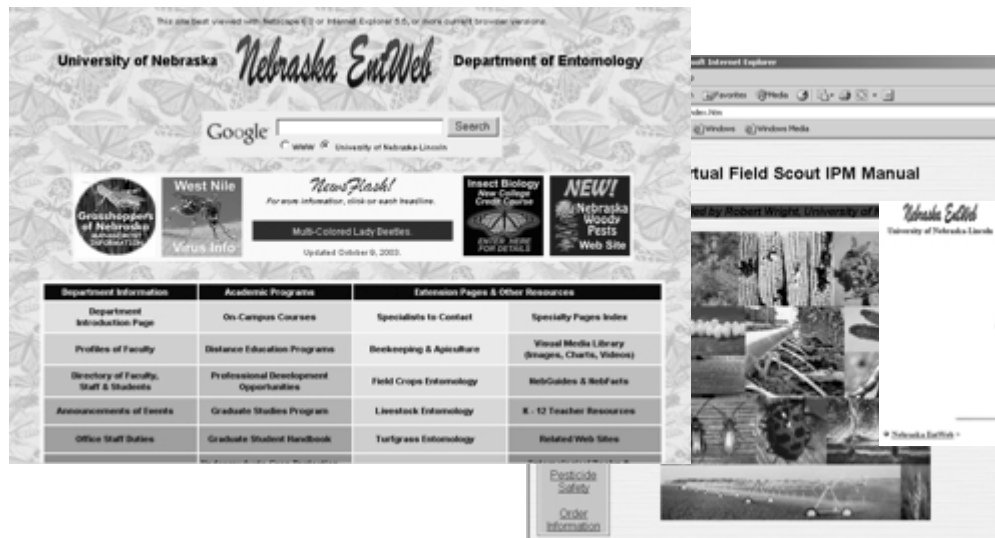 This site best viewed with Netscape 6.0 or Internet Explorer 5.5, or more current browser versions.
University of Nebraska
Nebraska EntWeb
Department of Entomology
Google
Search
WWW
University of Nebraska-Lincoln
Grasshoppers
of Nebraska
MANAGEMENT
INFORMATION
West Nile
Virus Info
NewsFlash!
For more information, click on each headline.
Multi-Colored Lady Beetles.
Updated October 9, 2003.
Insect Biology
New College
Credit Course
ENTER HERE
FOR DETAILS
NEW!
Nebraska
Woody
Pests
Web Site
Department Information
Academic Programs
Extension Pages & Other Resources
Department
Introduction Page
On-Campus Courses
Specialists to Contact
Specialty Pages Index
Profiles of Faculty
Distance Education Programs
Beekeeping & Apiculture
Visual Media Library
(Images, Charts, Videos)
Directory of Faculty,
Staff & Students
Professional Development
Opportunities
Field Crops Entomology
NebGuides & NebFacts
Announcements of Events
Graduate Studies Program
Livestock Entomology
K - 12 Teacher Resources
Office Staff Duties
Graduate Student Handbook
Turfgrass Entomology
Related Web Sites
Internet Explorer
Favorites Media
Windows Windows Media
Field Scout IPM Manual
by Robert Wright, University of
Nebraska EntWeb
University of Nebraska-Lincoln
Nebraska EntWeb
Pesticide
Safety
Order
Information